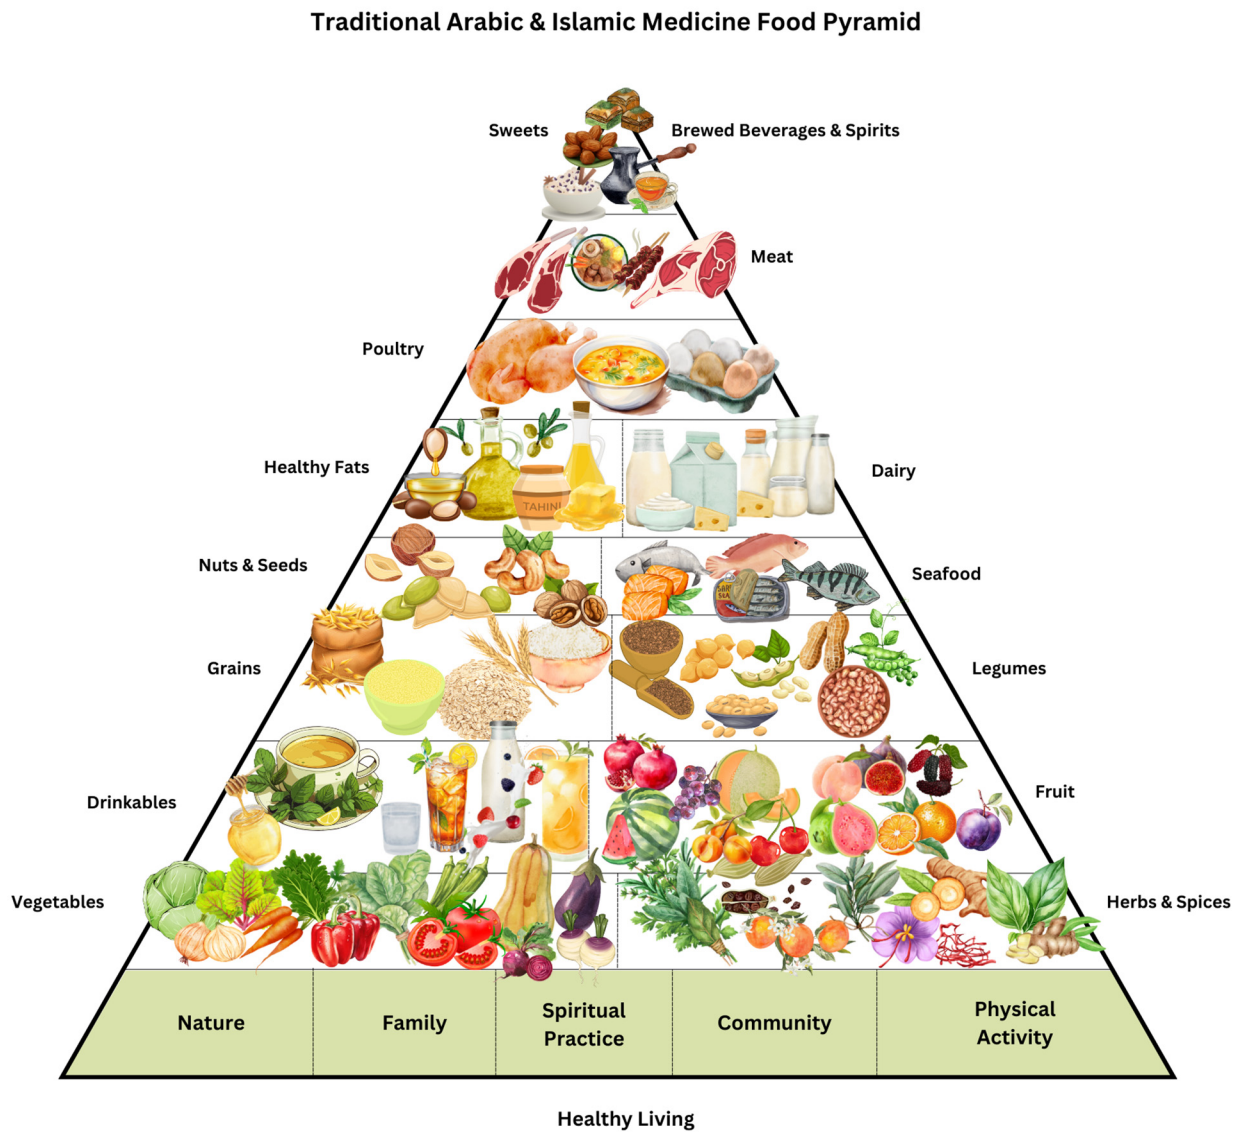 Traditional Arabic & Islamic Medicine Food Pyramid
Sweets
Brewed Beverages & Spirits
Meat
Poultry
Healthy Fats
TAHINI
Dairy
Nuts & Seeds
Seafood
Grains
Legumes
Drinkables
Fruit
Vegetables
Herbs & Spices
Nature
Family
Spiritual
Practice
Community
Physical
Activity
Healthy Living